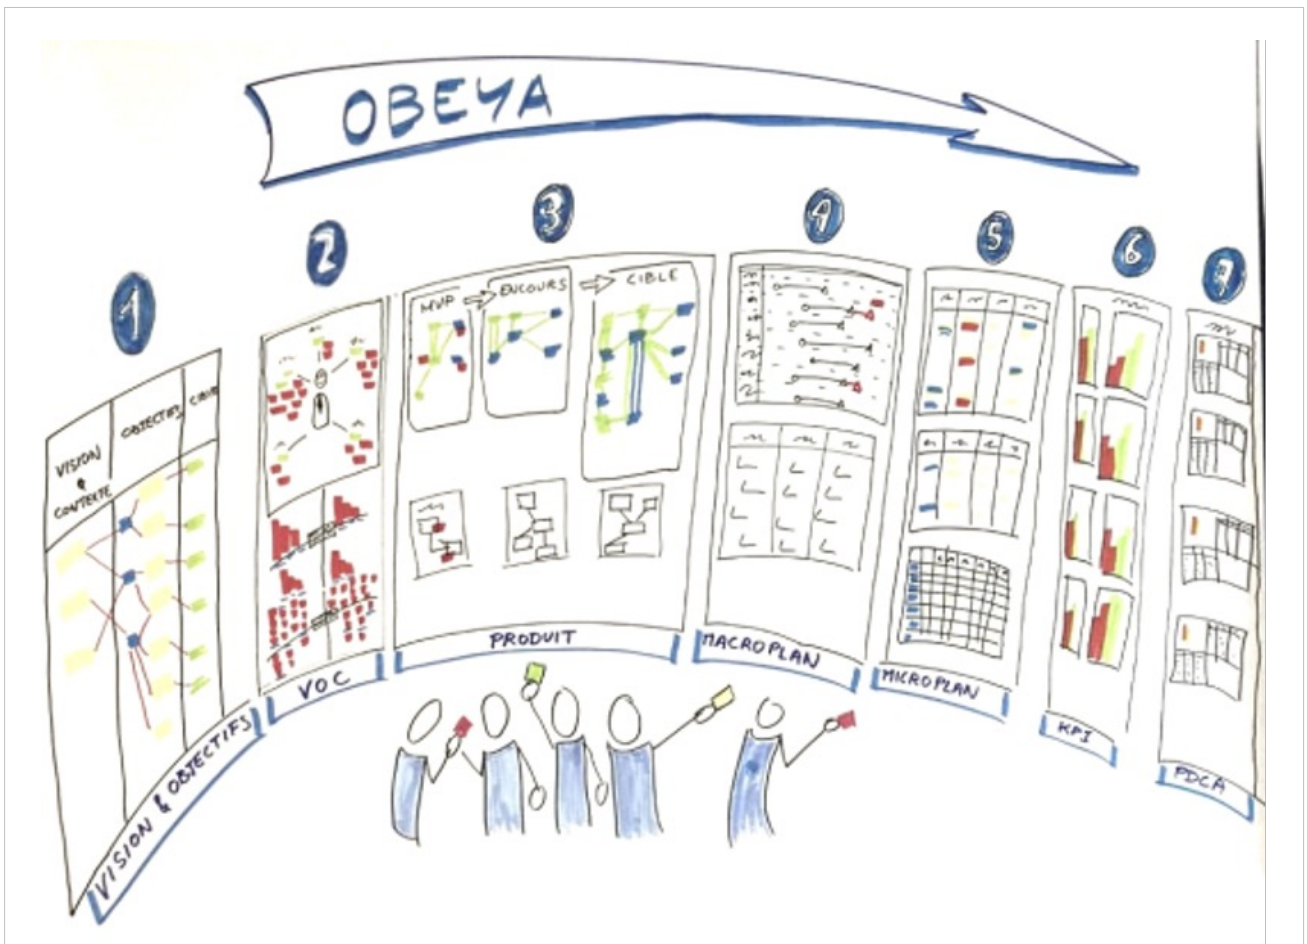 OBEYA
1
2
3
4
5
6
7
VISION
&
CONTEXTE
OBJECTIFS
MVP
ENCOURS
CIBLE
VISION & OBJECTIFS
VOC
PRODUIT
MACROPLAN
MICROPLAN
KPI
PDCA